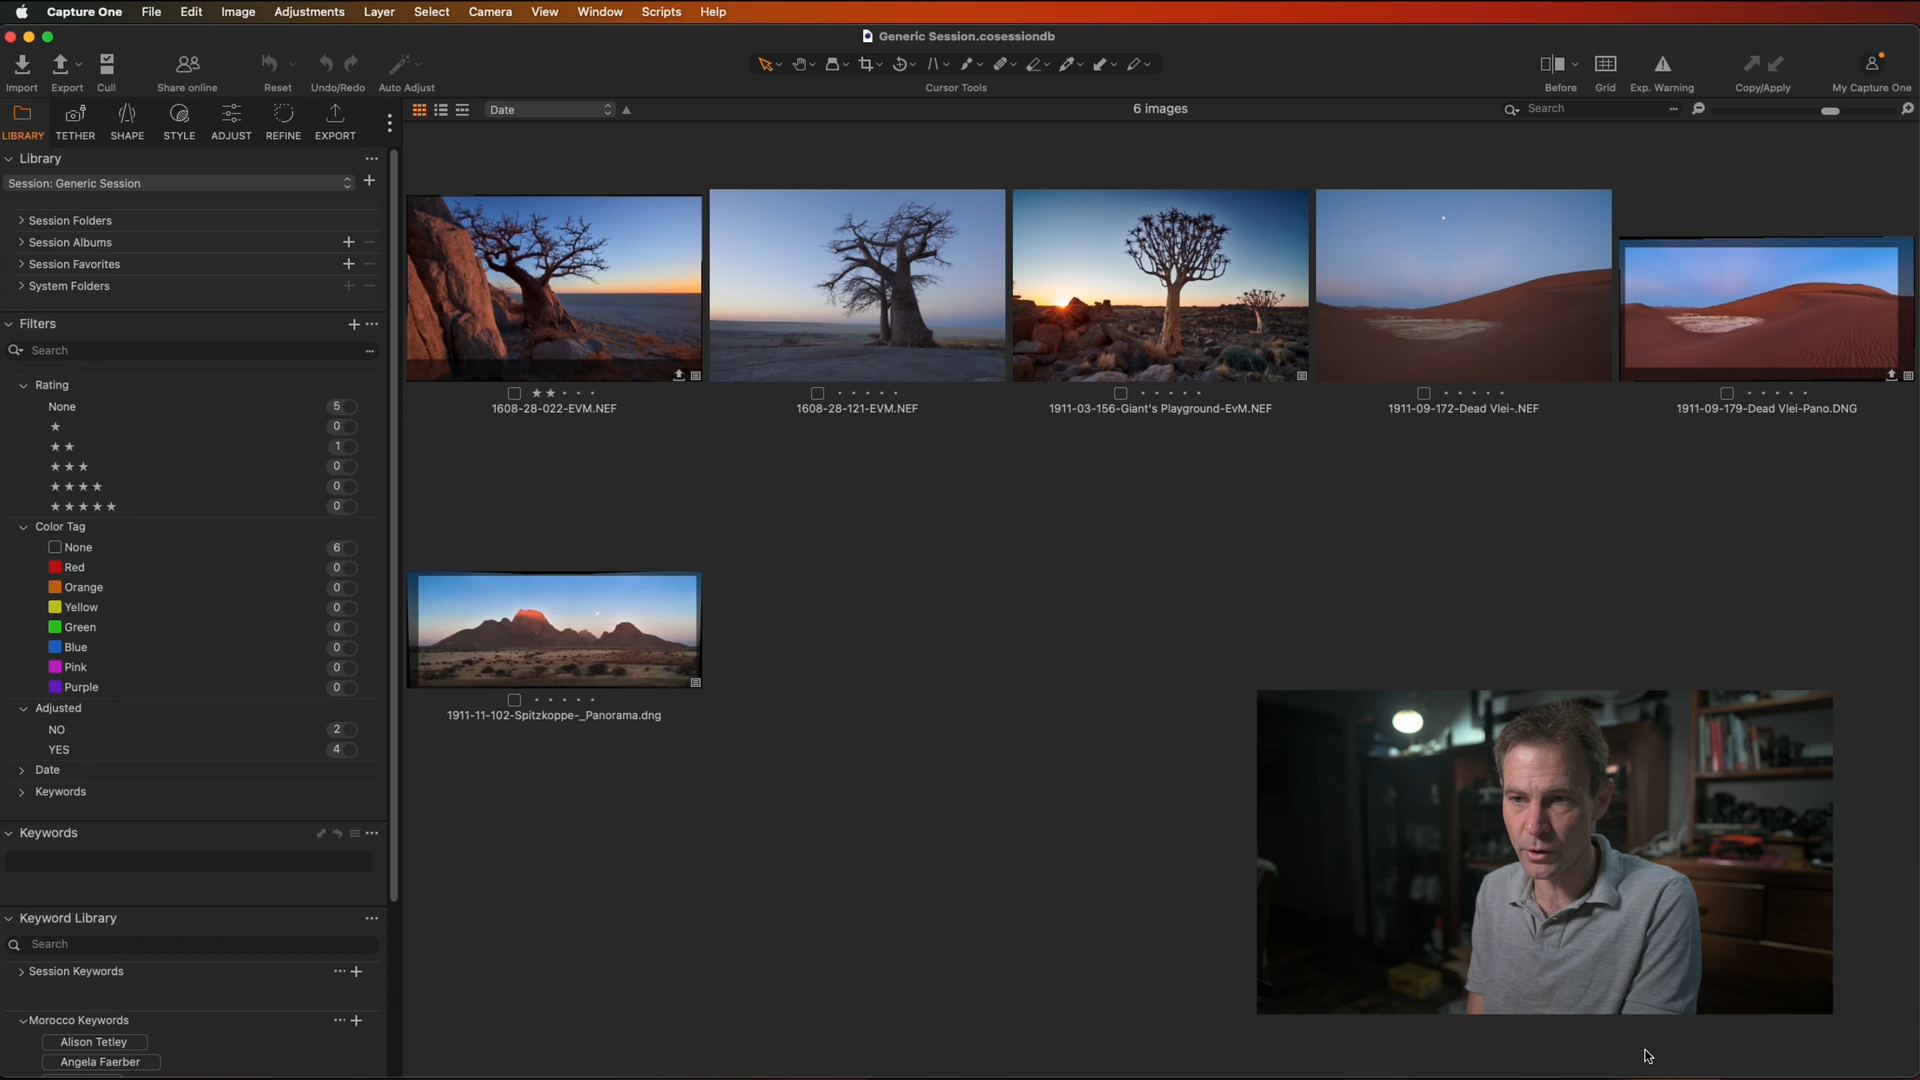 Capture One File Edit Image Adjustments Layer Select Camera View Window Scripts Help
Generic Session.cosessiondb
Import Export Cull Share online Reset Undo/Redo Auto Adjust Cursor Tools Before Grid Exp. Warning Copy/Apply My Capture One
LIBRARY TETHER SHAPE STYLE ADJUST REFINE EXPORT
Date
6 images
Search
Library
Session: Generic Session
Session Folders
Session Albums
Session Favorites
System Folders
Filters
Search
Rating
None 5
★ 0
★★ 1
★★★ 0
★★★★ 0
★★★★★ 0
Color Tag
None 6
Red 0
Orange 0
Yellow 0
Green 0
Blue 0
Pink 0
Purple 0
Adjusted
NO 2
YES 4
Date
Keywords
Keywords
Keyword Library
Search
Session Keywords
Morocco Keywords
Alison Tetley
Angela Faerber
1608-28-022-EVM.NEF
1608-28-121-EVM.NEF
1911-03-156-Giant's Playground-EvM.NEF
1911-09-172-Dead Vlei-.NEF
1911-09-179-Dead Vlei-Pano.DNG
1911-11-102-Spitzkoppe-_Panorama.dng